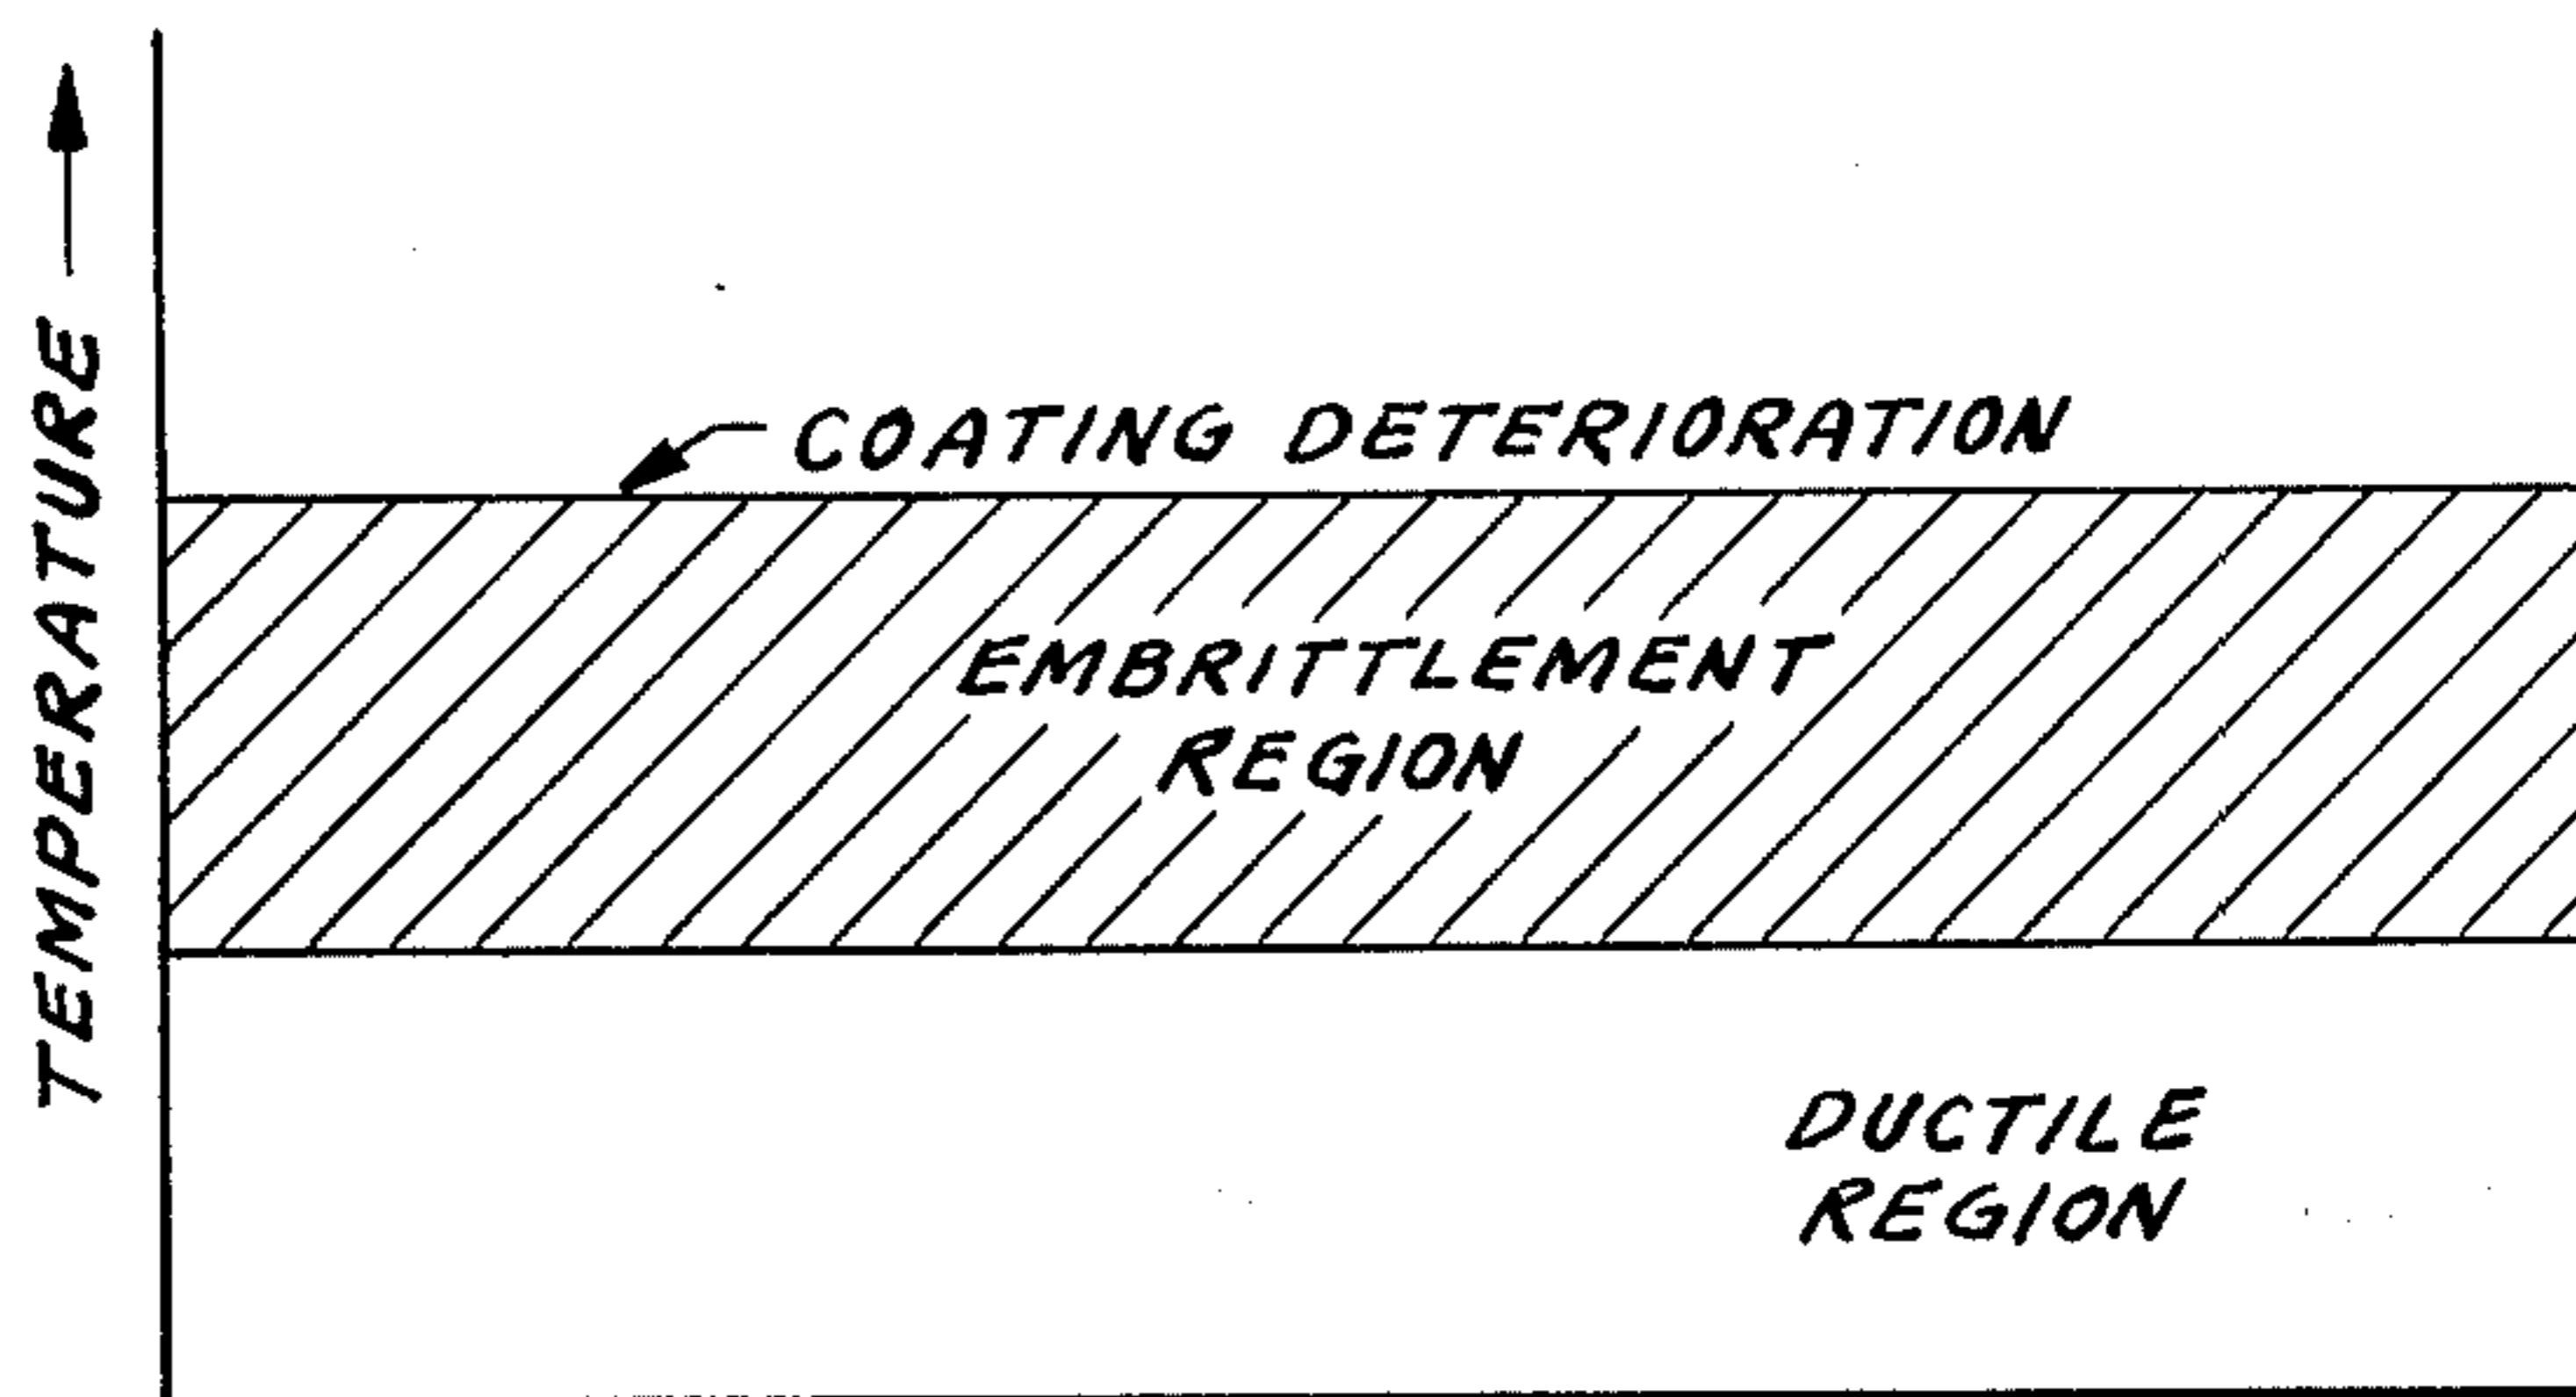 TEMPERATURE
COATING DETERIORATION
EMBRITTLEMENT
REGION
DUCTILE
REGION